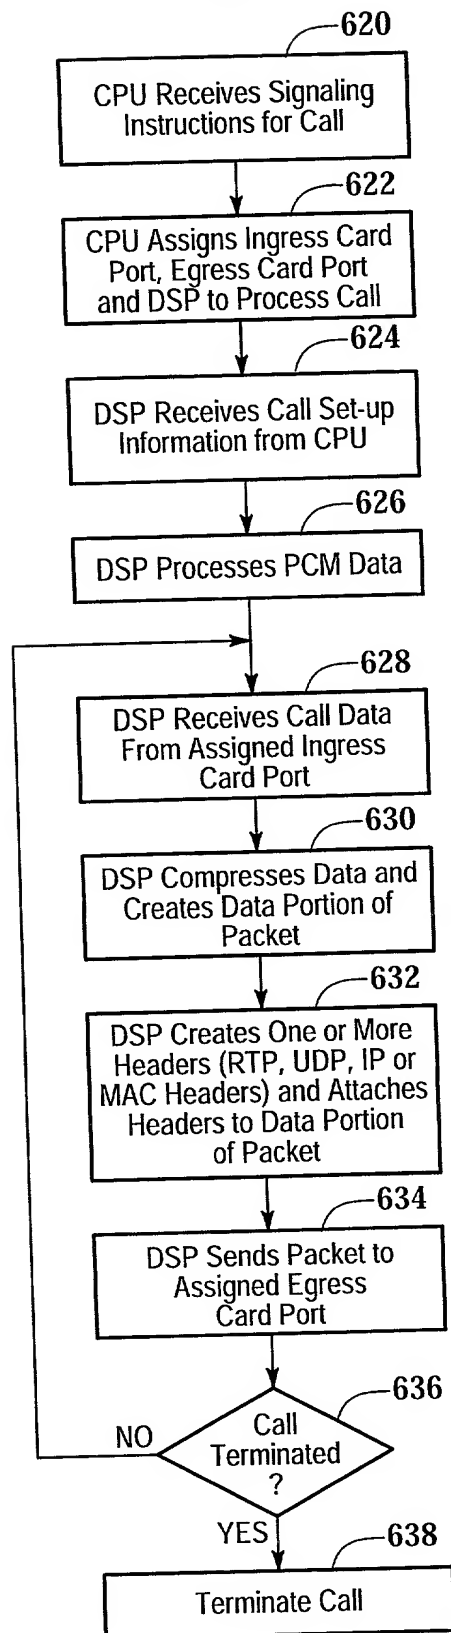 620
CPU Receives Signaling
Instructions for Call
622
CPU Assigns Ingress Card
Port, Egress Card Port
and DSP to Process Call
624
DSP Receives Call Set-up
Information from CPU
626
DSP Processes PCM Data
628
DSP Receives Call Data
From Assigned Ingress
Card Port
630
DSP Compresses Data and
Creates Data Portion of
Packet
632
DSP Creates One or More
Headers (RTP, UDP, IP or
MAC Headers) and Attaches
Headers to Data Portion
of Packet
634
DSP Sends Packet to
Assigned Egress
Card Port
636
Call
Terminated
?
NO
YES
638
Terminate Call